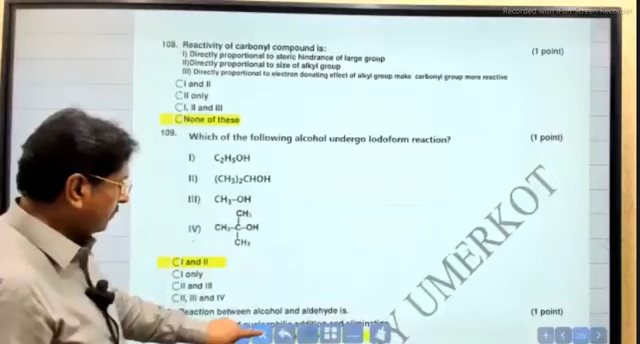 Recorded with iFun Screen Recorder
108. Reactivity of carbonyl compound is: (1 point)
I) Directly proportional to steric hindrance of large group
II)Directly proportional to size of alkyl group
III) Directly proportional to electron donating effect of alkyl group make carbonyl group more reactive
I and II
II only
I, II and III
None of these
109. Which of the following alcohol undergo Iodoform reaction? (1 point)
I) C₂H₅OH
II) (CH₃)₂CHOH
III) CH₃-OH
CH₃
IV) CH₃-C-OH
CH₃
I and II
I only
II and III
II, III and IV
Reaction between alcohol and aldehyde is. (1 point)
nucleophilic addition and elimination
Y UMERKOT